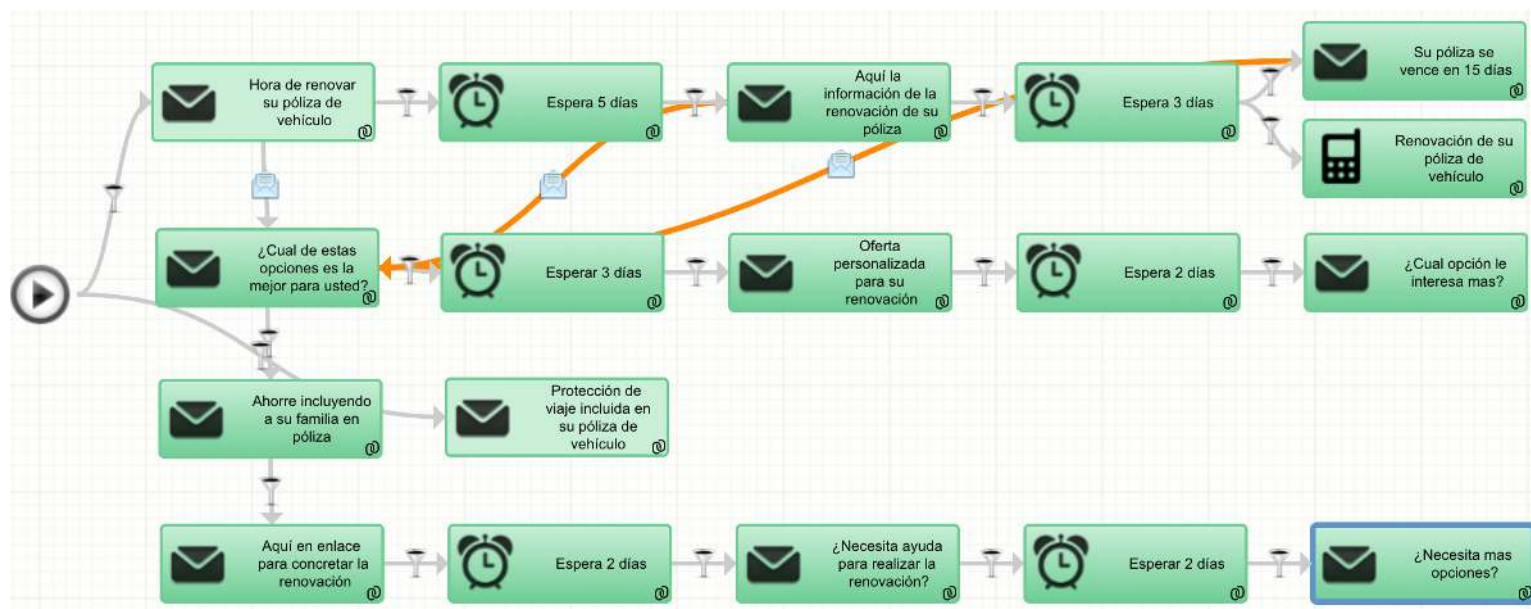 Hora de renovar
su póliza de
vehículo
Espera 5 días
Aquí la
información de la
renovación de su
póliza
Espera 3 días
Su póliza se
vence en 15 días
Renovación de su
póliza de
vehículo
¿Cual de estas
opciones es la
mejor para usted?
Esperar 3 días
Oferta
personalizada
para su
renovación
Espera 2 días
¿Cual opción le
interesa mas?
Ahorre incluyendo
a su familia en
póliza
Protección de
viaje incluida en
su póliza de
vehículo
Aquí en enlace
para concretar la
renovación
Espera 2 días
¿Necesita ayuda
para realizar la
renovación?
Esperar 2 días
¿Necesita mas
opciones?